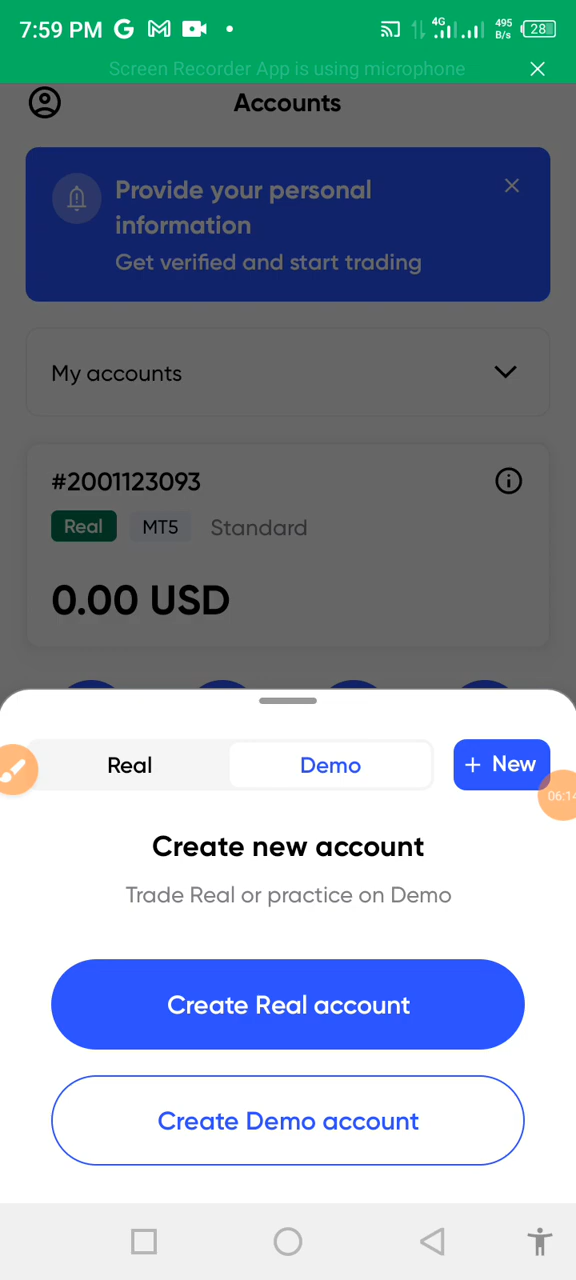 7:59 PM G 4G 495 B/s 28
Screen Recorder App is using microphone
Accounts
Provide your personal
information
Get verified and start trading
My accounts
#2001123093
Real MT5 Standard
0.00 USD
Real Demo + New
06:14
Create new account
Trade Real or practice on Demo
Create Real account
Create Demo account